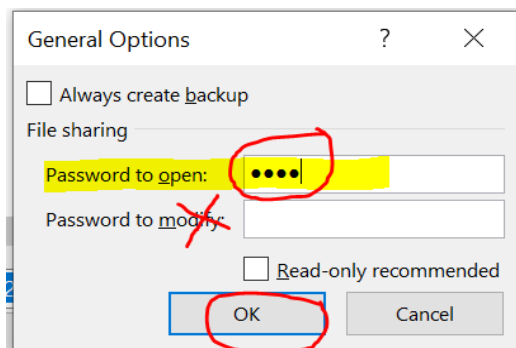 General Options ?
Always create backup
File sharing
Password to open: ••••
Password to modify:
Read-only recommended
OK Cancel